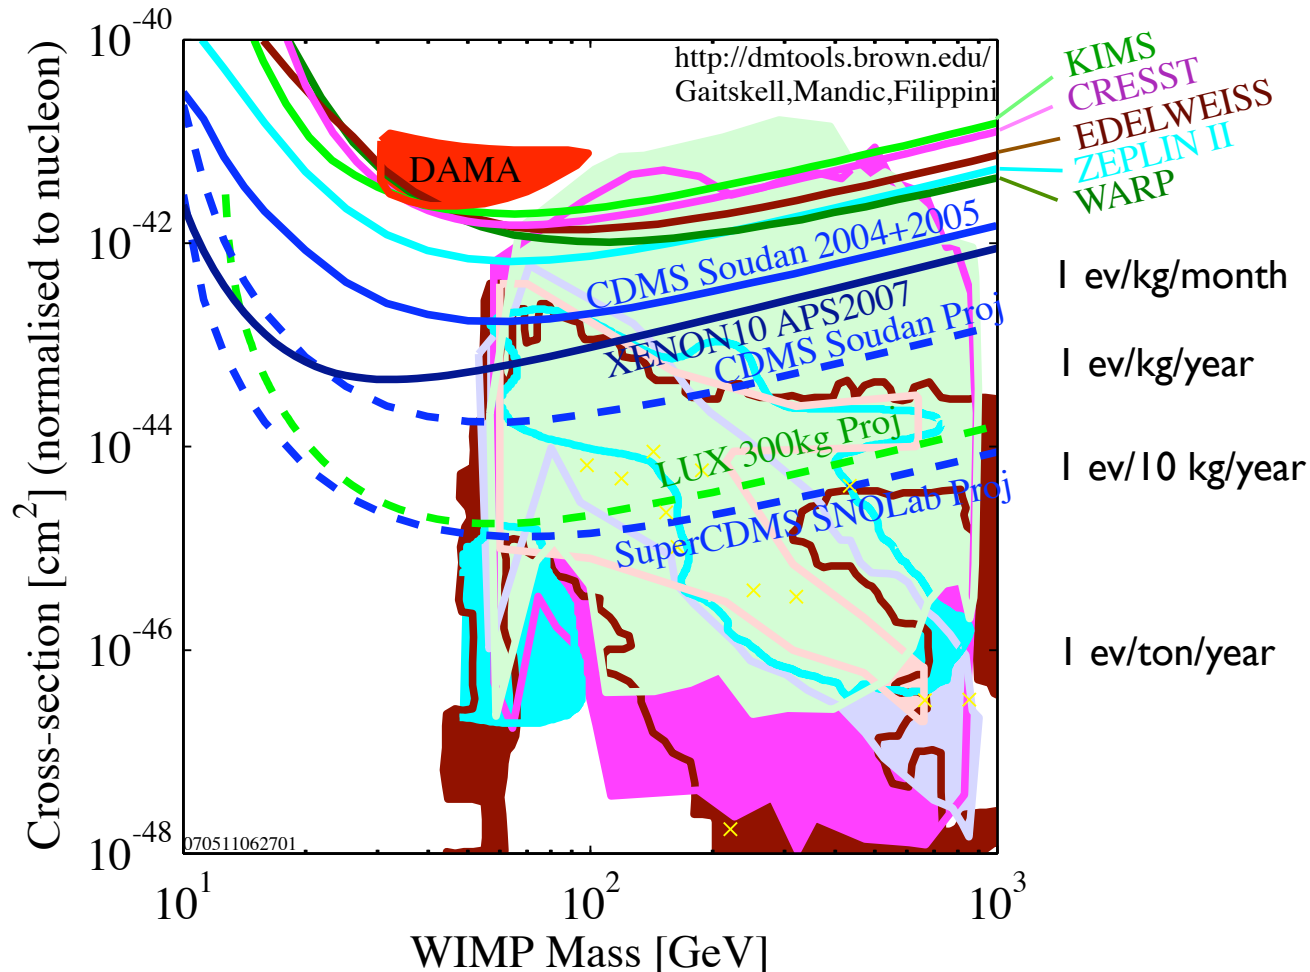 10^-40
10^-42
10^-44
10^-46
10^-48
Cross-section [cm^2] (normalised to nucleon)
http://dmtools.brown.edu/
Gaitskell,Mandic,Filippini
KIMS
CRESST
EDELWEISS
ZEPLIN II
WARP
DAMA
CDMS Soudan 2004+2005
XENON10 APS2007
CDMS Soudan Proj
LUX 300kg Proj
SuperCDMS SNOLab Proj
1 ev/kg/month
1 ev/kg/year
1 ev/10 kg/year
1 ev/ton/year
070511062701
10^1 10^2 10^3
WIMP Mass [GeV]